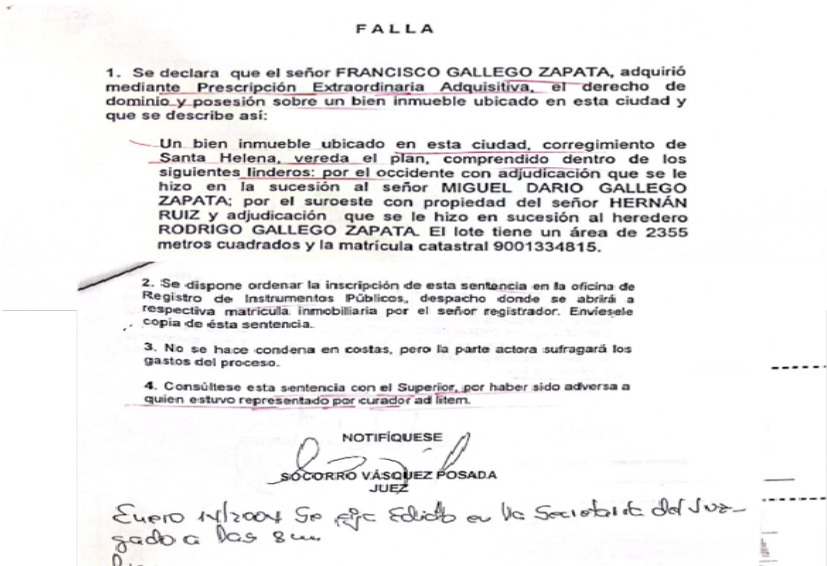 FALLA
1. Se declara que el señor FRANCISCO GALLEGO ZAPATA, adquirió
mediante Prescripción Extraordinaria Adquisitiva, el derecho de
dominio y posesión sobre un bien inmueble ubicado en esta ciudad y
que se describe así:
Un bien inmueble ubicado en esta ciudad, corregimiento de
Santa Helena, vereda el plan, comprendido dentro de los
siguientes linderos: por el occidente con adjudicación que se le
hizo en la sucesión al señor MIGUEL DARIO GALLEGO
ZAPATA; por el suroeste con propiedad del señor HERNÁN
RUIZ y adjudicación que se le hizo en sucesión al heredero
RODRIGO GALLEGO ZAPATA. El lote tiene un área de 2355
metros cuadrados y la matrícula catastral 9001334815.
2. Se dispone ordenar la inscripción de esta sentencia en la oficina de
Registro de Instrumentos Públicos, despacho donde se abrirá a
respectiva matrícula inmobiliaria por el señor registrador. Envíesele
copia de ésta sentencia.
3. No se hace condena en costas, pero la parte actora sufragará los
gastos del proceso.
4. Consúltese esta sentencia con el Superior, por haber sido adversa a
quien estuvo representado por curador ad litem.
NOTIFÍQUESE
SOCORRO VÁSQUEZ POSADA
JUEZ
Enero 14/2004 Se fija Edicto en la Secretaria del Juz-
gado a las 8